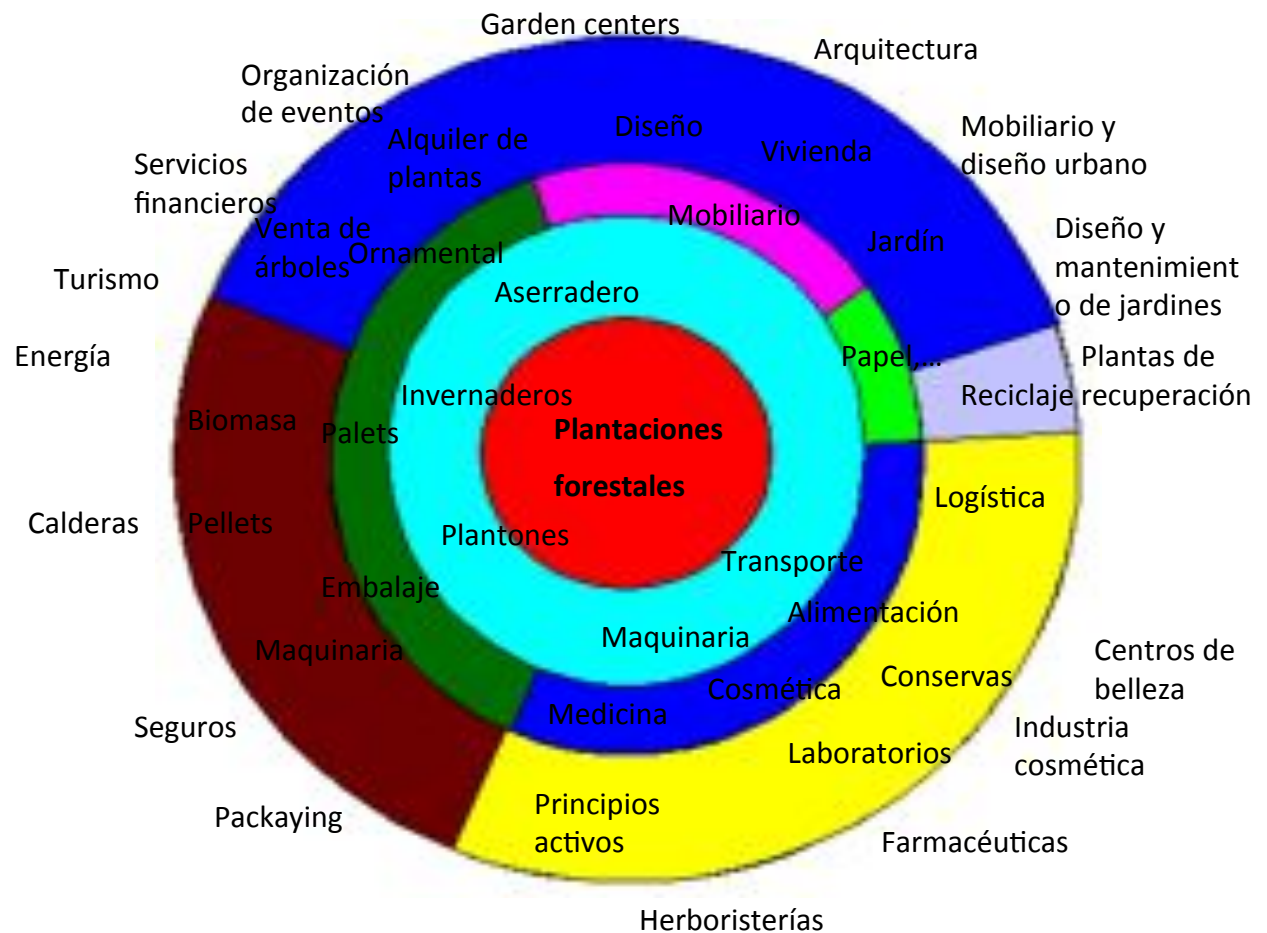 Garden centers
Arquitectura
Organización
de eventos
Diseño
Alquiler de
plantas
Vivienda
Mobiliario y
diseño urbano
Servicios
financieros
Venta de
árboles
Ornamental
Mobiliario
Jardín
Diseño y
mantenimient
o de jardines
Turismo
Aserradero
Energía
Papel,...
Plantas de
recuperación
Reciclaje
Invernaderos
Biomasa
Palets
Plantaciones
forestales
Logística
Calderas
Pellets
Plantones
Transporte
Embalaje
Alimentación
Maquinaria
Maquinaria
Centros de
belleza
Conservas
Cosmética
Medicina
Seguros
Industria
cosmética
Laboratorios
Packaying
Principios
activos
Farmacéuticas
Herboristerías